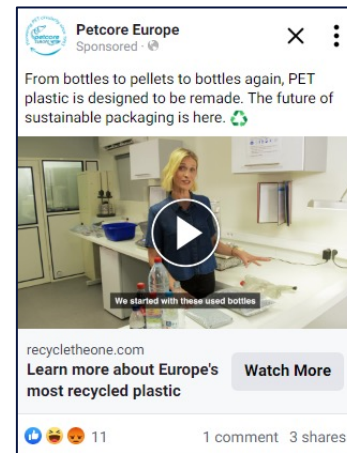 Petcore Europe
Sponsored ·
petcore
From bottles to pellets to bottles again, PET
plastic is designed to be remade. The future of
sustainable packaging is here. ♻️
We started with these used bottles
recycletheone.com
Learn more about Europe's
most recycled plastic
Watch More
11
1 comment 3 shares